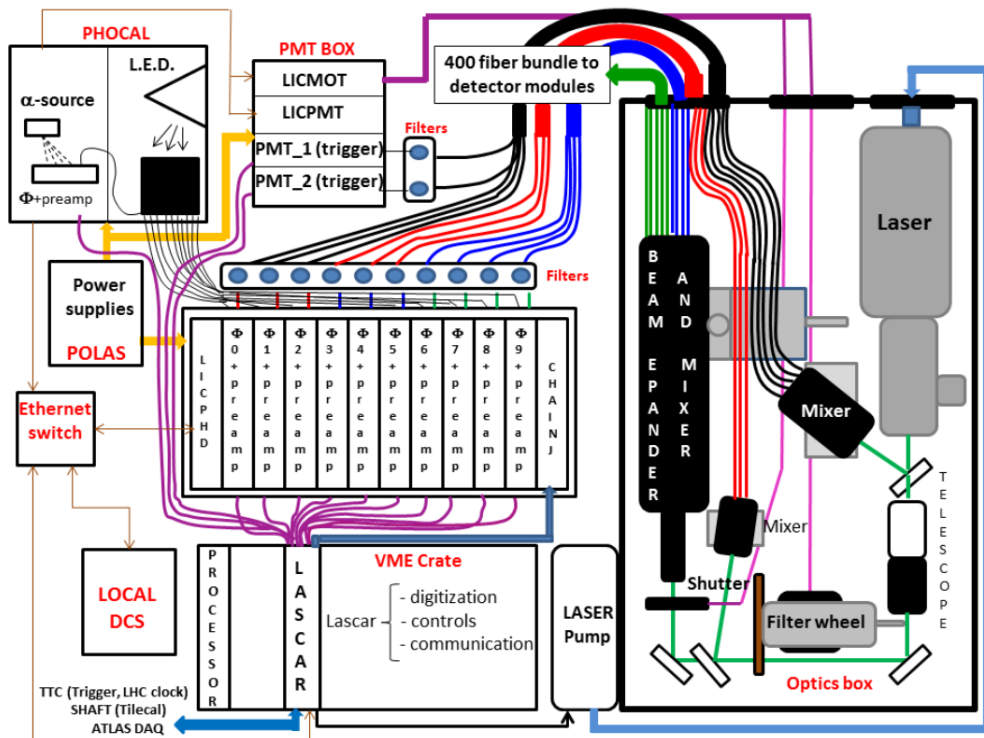 PHOCAL
L.E.D.
α-source
Φ+preamp
PMT BOX
LICMOT
LICPMT
PMT_1 (trigger)
PMT_2 (trigger)
Filters
400 fiber bundle to
detector modules
Filters
Power
supplies
POLAS
LICPHD
Φ0+preamp
Φ1+preamp
Φ2+preamp
Φ3+preamp
Φ4+preamp
Φ5+preamp
Φ6+preamp
Φ7+preamp
Φ8+preamp
Φ9+preamp
CHAINJ
Ethernet
switch
LOCAL
DCS
PROCESSOR
LASCAR
VME Crate
Lascar
- digitization
- controls
- communication
TTC (Trigger, LHC clock)
SHAFT (Tilecal)
ATLAS DAQ
LASER
Pump
BEAM EPANDER
AND MIXER
Laser
Mixer
Mixer
TELESCOPE
Shutter
Filter wheel
Optics box